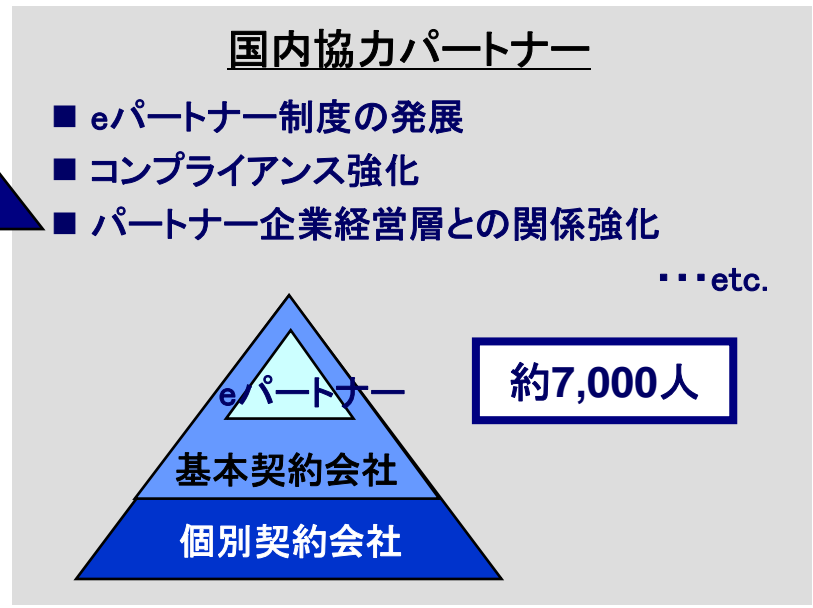 国内協力パートナー
■ eパートナー制度の発展
■ コンプライアンス強化
■ パートナー企業経営層との関係強化
・・・etc.
eパートナー
約7,000人
基本契約会社
個別契約会社